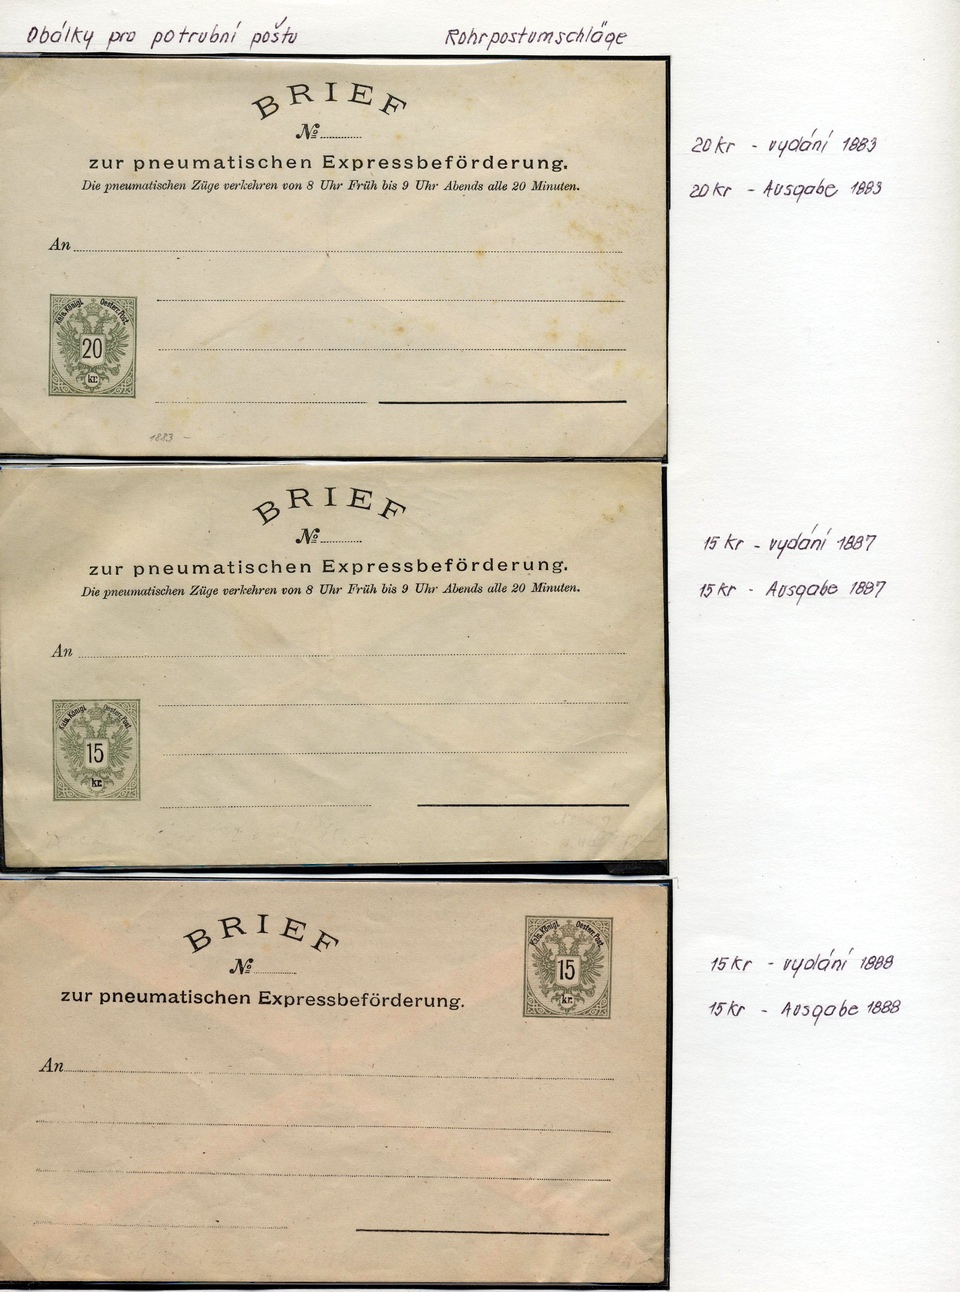 Obálky pro potrubní poštu Rohrpostumschläge
BRIEF
No
zur pneumatischen Expressbeförderung.
Die pneumatischen Züge verkehren von 8 Uhr Früh bis 9 Uhr Abends alle 20 Minuten.
An
Kais. Königl. Oesterr. Post.
20
kr.
1883 –
20 kr - vydání 1883
20 kr - Ausgabe 1883
BRIEF
No
zur pneumatischen Expressbeförderung.
Die pneumatischen Züge verkehren von 8 Uhr Früh bis 9 Uhr Abends alle 20 Minuten.
An
Kais. Königl. Oesterr. Post.
15
kr.
15 kr - vydání 1887
15 kr - Ausgabe 1887
BRIEF
No
zur pneumatischen Expressbeförderung.
Kais. Königl. Oesterr. Post.
15
kr.
An
15 kr - vydání 1888
15 kr - Ausgabe 1888